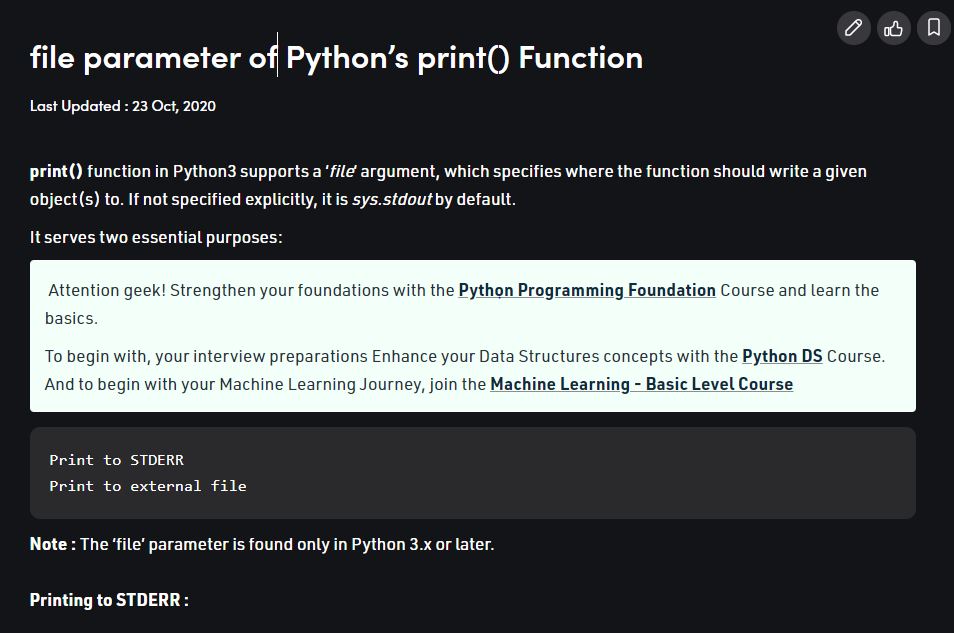 file parameter of Python’s print() Function
Last Updated : 23 Oct, 2020
print() function in Python3 supports a ‘file‘ argument, which specifies where the function should write a given
object(s) to. If not specified explicitly, it is sys.stdout by default.
It serves two essential purposes:
Attention geek! Strengthen your foundations with the Python Programming Foundation Course and learn the
basics.
To begin with, your interview preparations Enhance your Data Structures concepts with the Python DS Course.
And to begin with your Machine Learning Journey, join the Machine Learning - Basic Level Course
Print to STDERR
Print to external file
Note : The ‘file’ parameter is found only in Python 3.x or later.
Printing to STDERR :